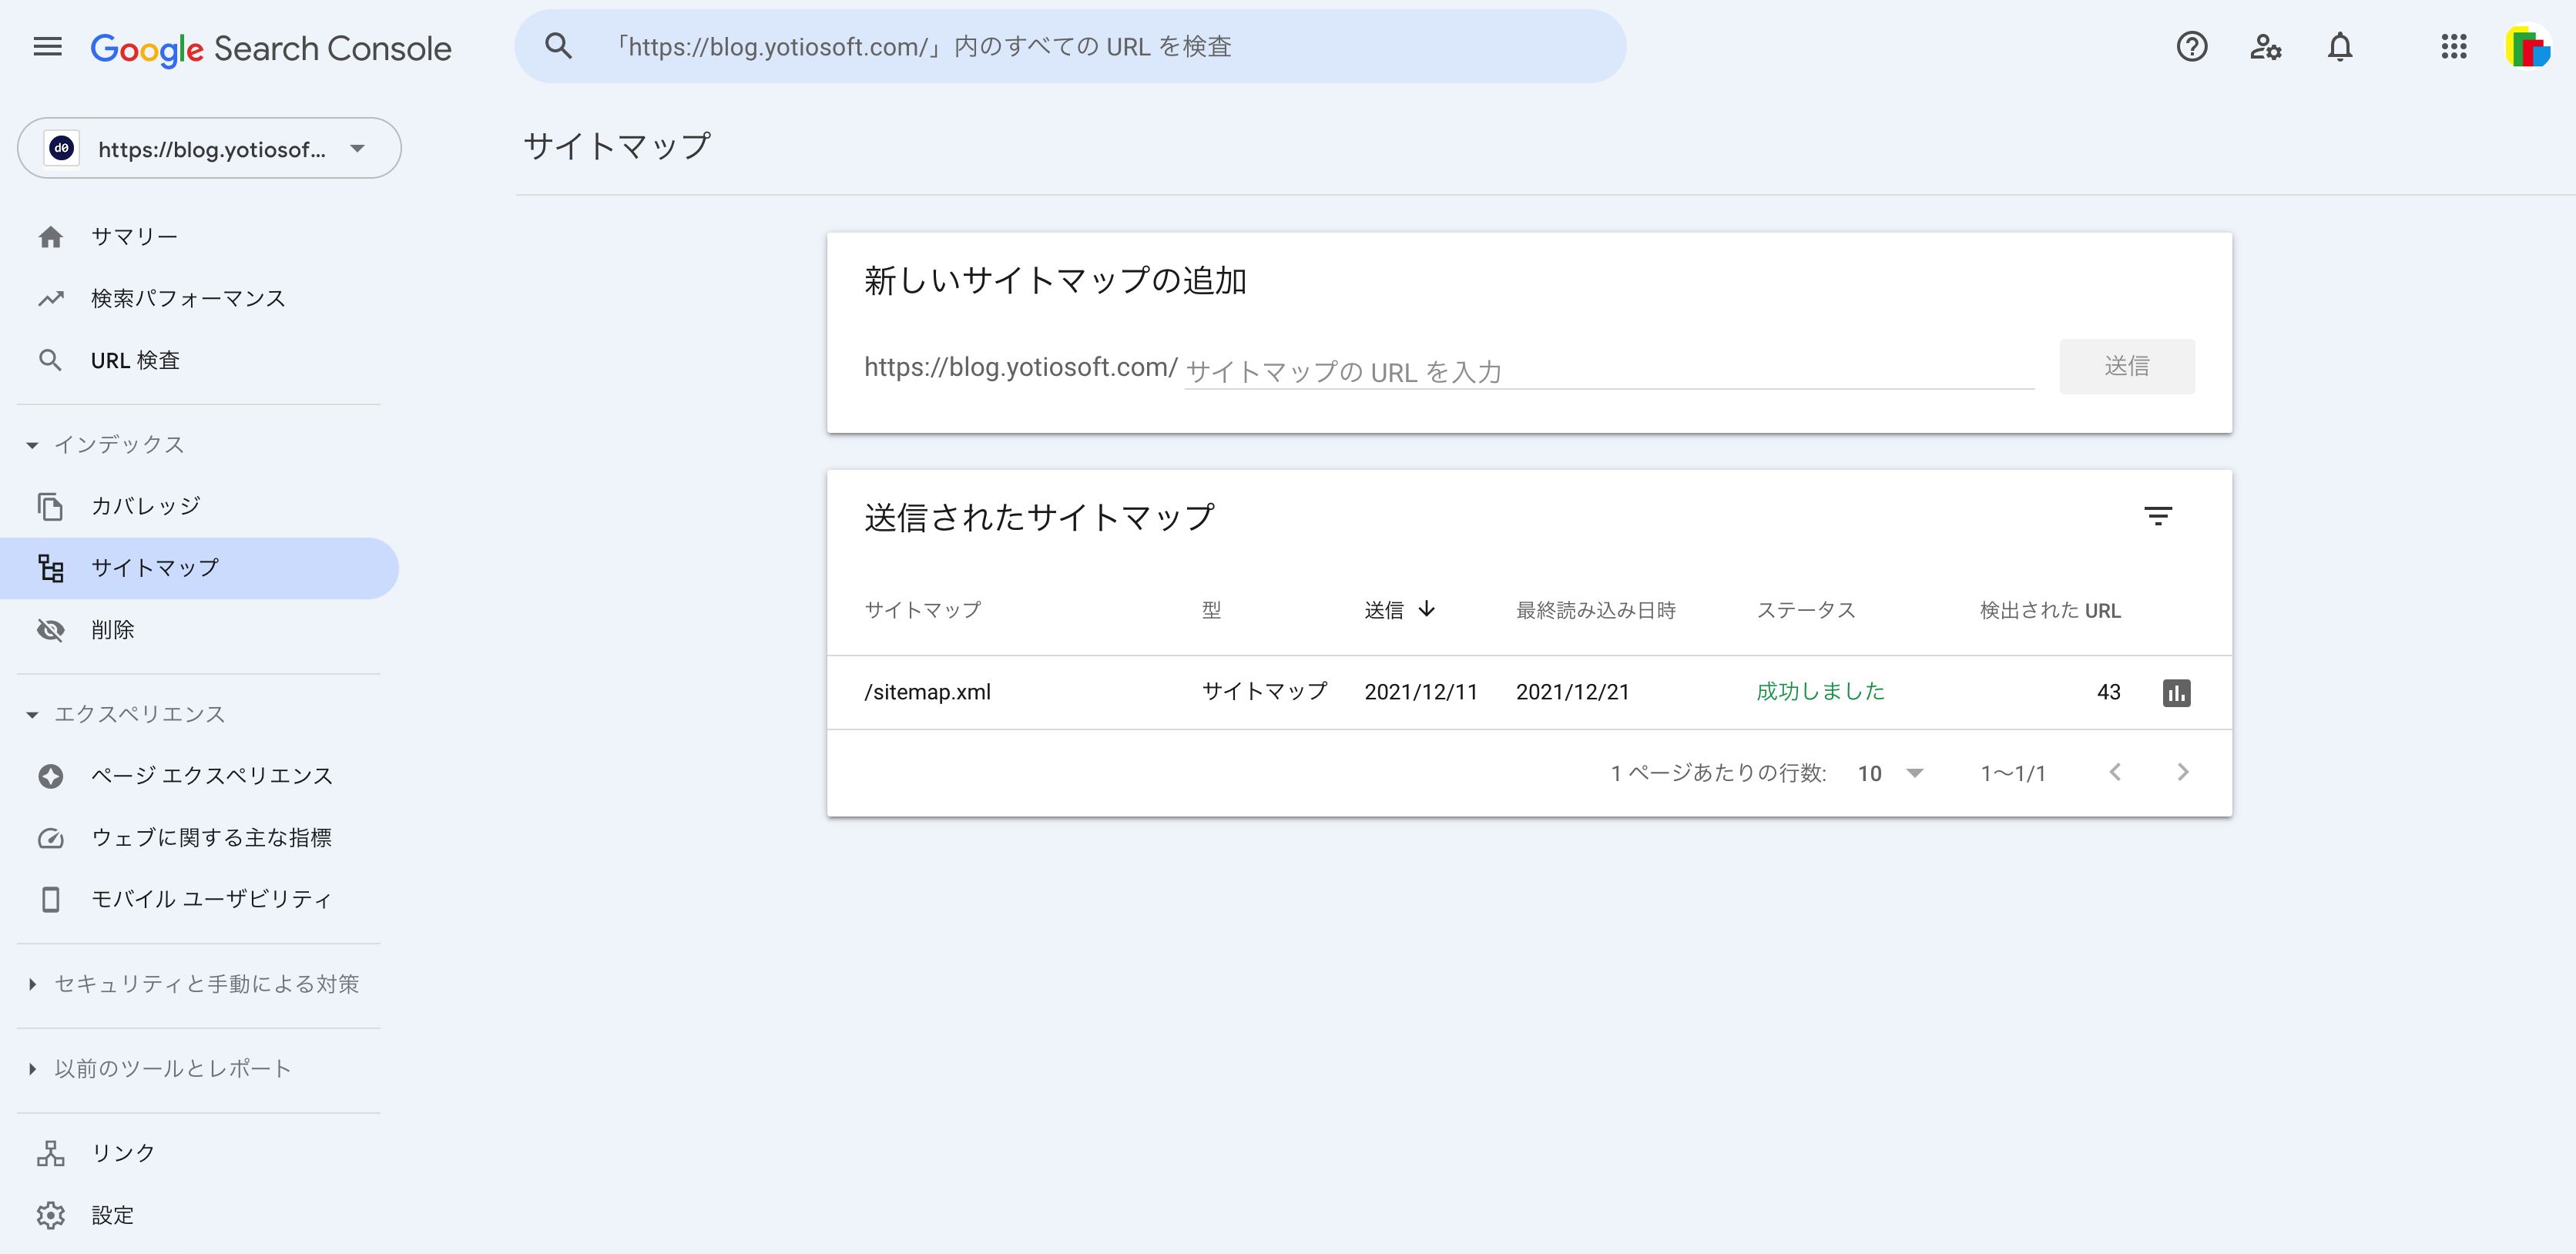 Google Search Console
「https://blog.yotiosoft.com/」内のすべての URL を検査
d0 https://blog.yotiosof...
サマリー
検索パフォーマンス
URL 検査
インデックス
カバレッジ
サイトマップ
削除
エクスペリエンス
ページ エクスペリエンス
ウェブに関する主な指標
モバイル ユーザビリティ
セキュリティと手動による対策
以前のツールとレポート
リンク
設定
サイトマップ
新しいサイトマップの追加
https://blog.yotiosoft.com/ サイトマップの URL を入力 送信
送信されたサイトマップ
サイトマップ 型 送信 最終読み込み日時 ステータス 検出された URL
/sitemap.xml サイトマップ 2021/12/11 2021/12/21 成功しました 43
1 ページあたりの行数: 10 1～1/1